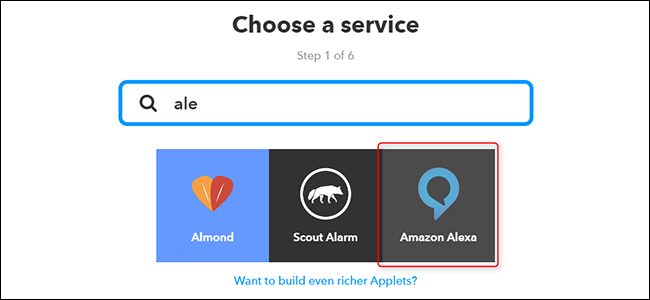 Choose a service
Step 1 of 6
ale
Almond
Scout Alarm
Amazon Alexa
Want to build even richer Applets?